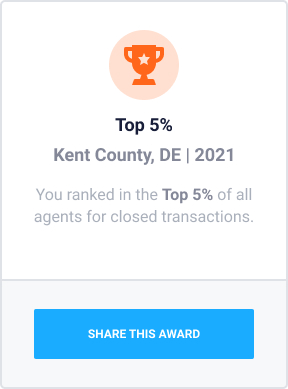 Top 5%
Kent County, DE | 2021
You ranked in the Top 5% of all
agents for closed transactions.
SHARE THIS AWARD